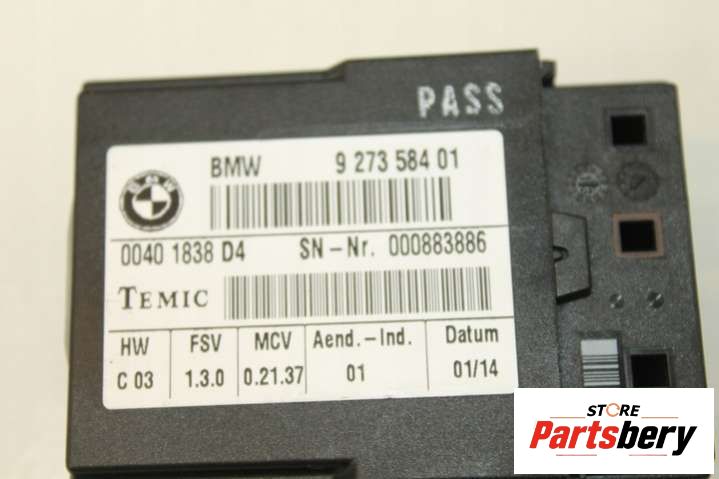 PASS
BMW 9 273 584 01
0040 1838 D4 SN-Nr. 000883886
TEMIC
HW FSV MCV Aend.-Ind. Datum
C 03 1.3.0 0.21.37 01 01/14
STORE
Partsbery